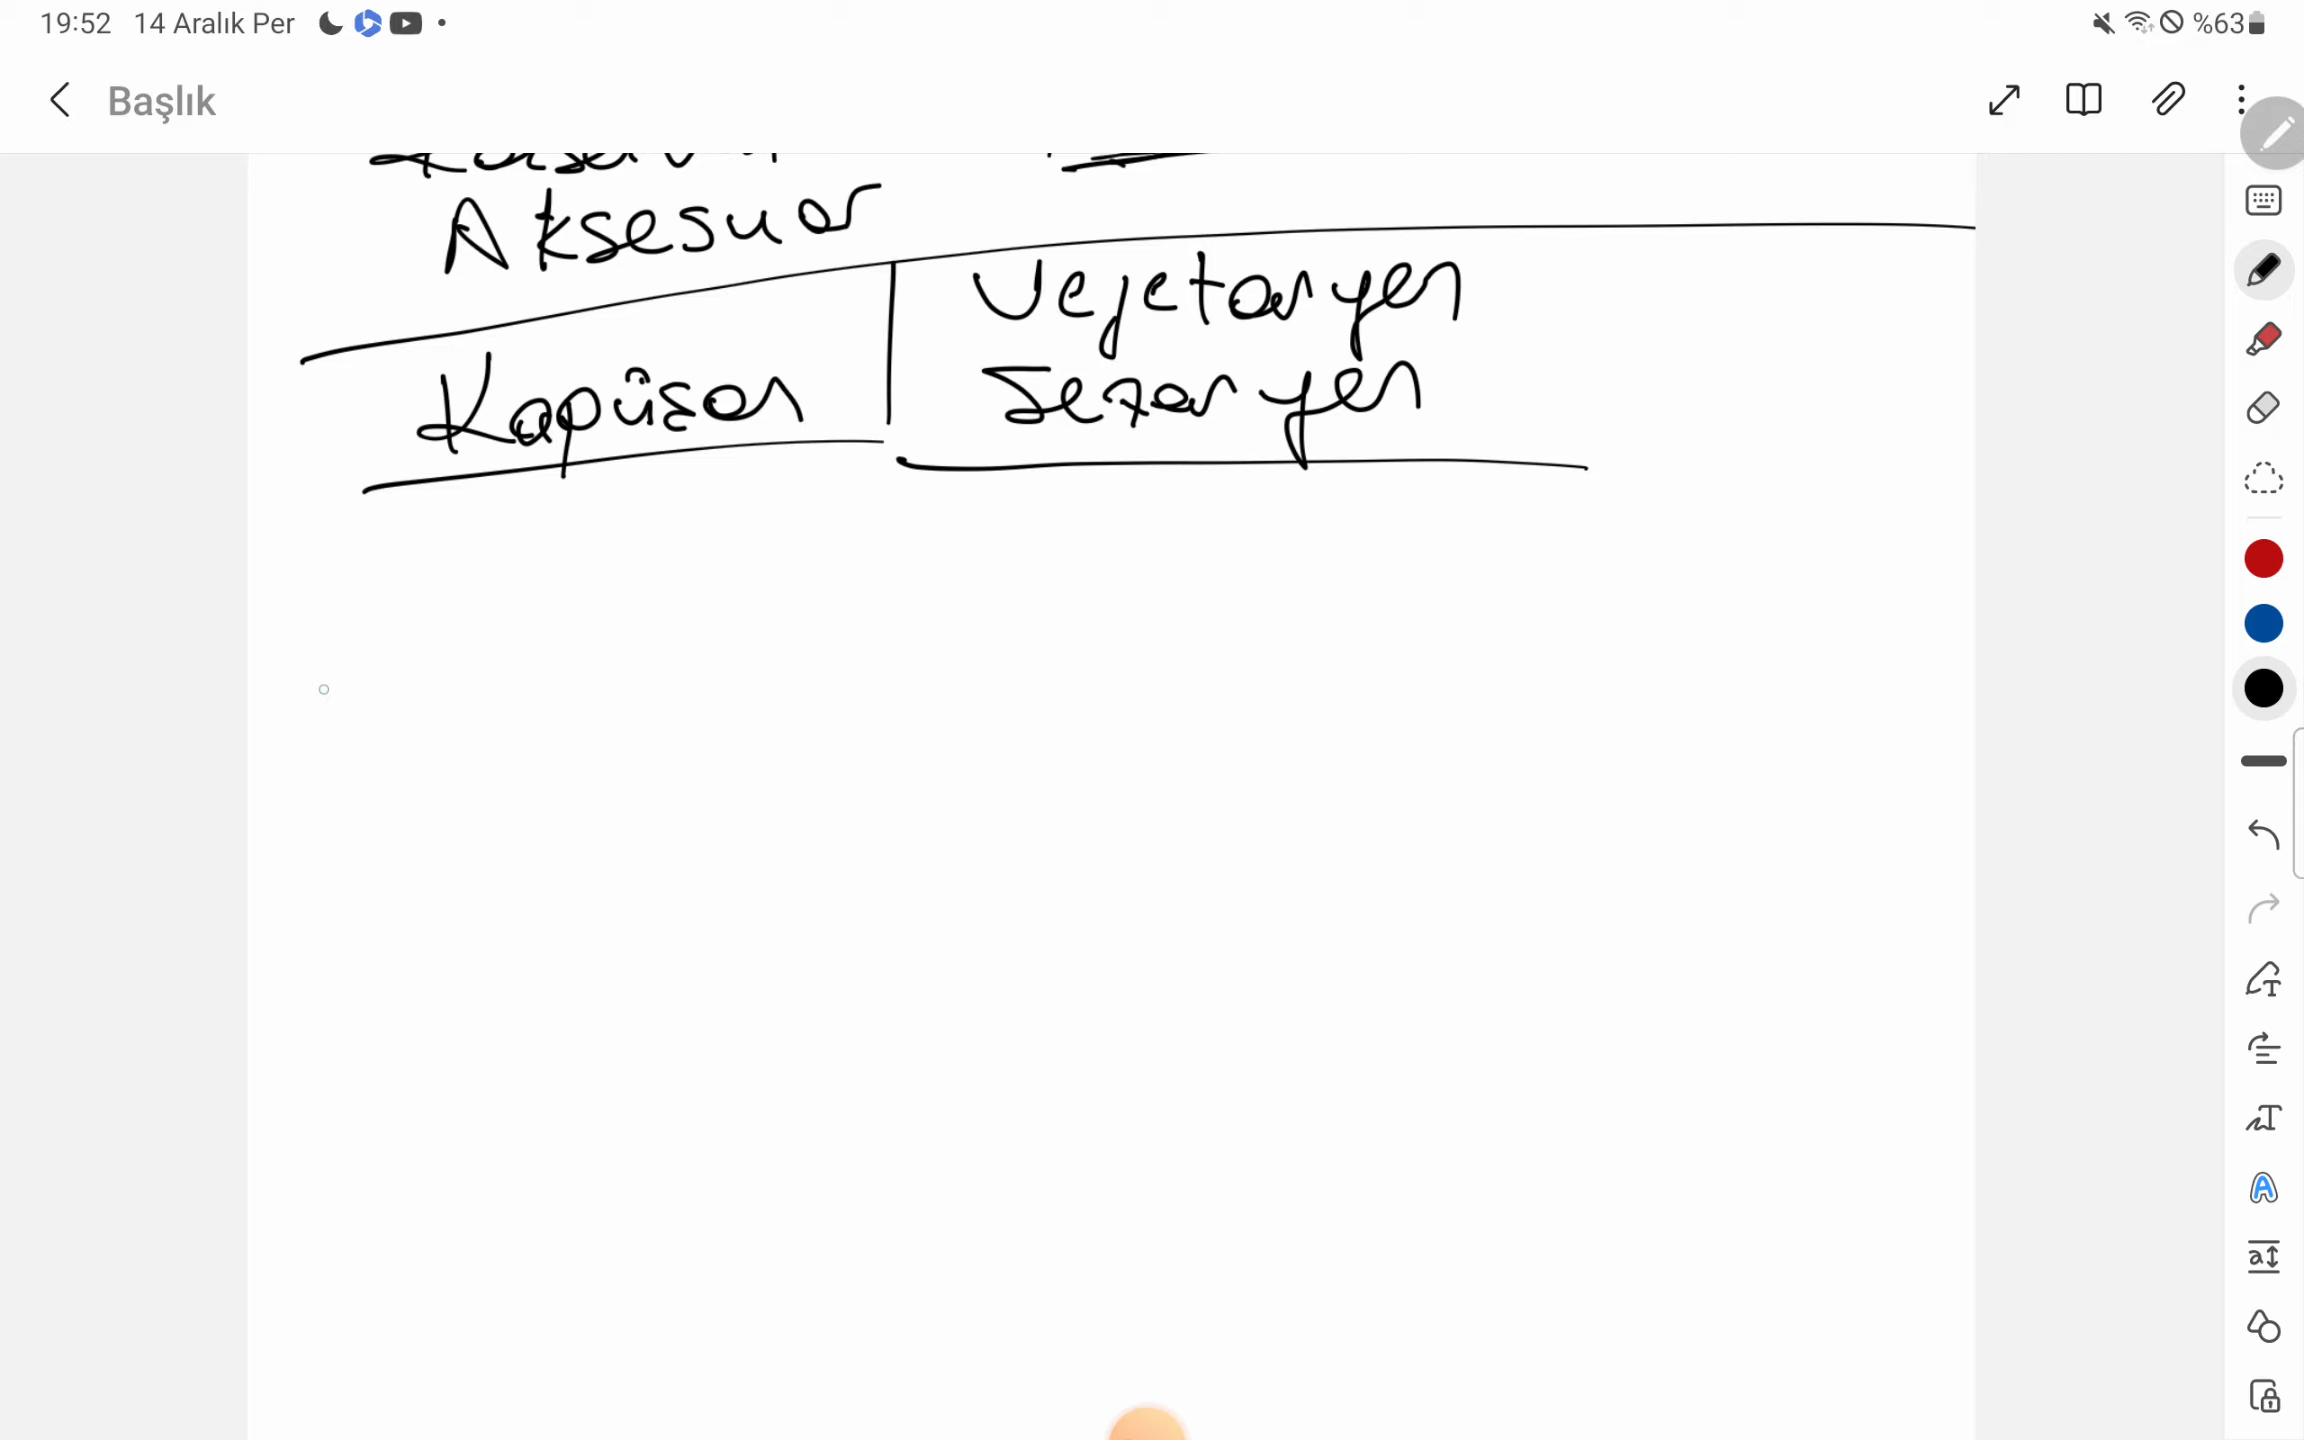 19:52 14 Aralık Per %63
Başlık
Aksesuar
Vejetaryen
Kapüşon
Sezaryen